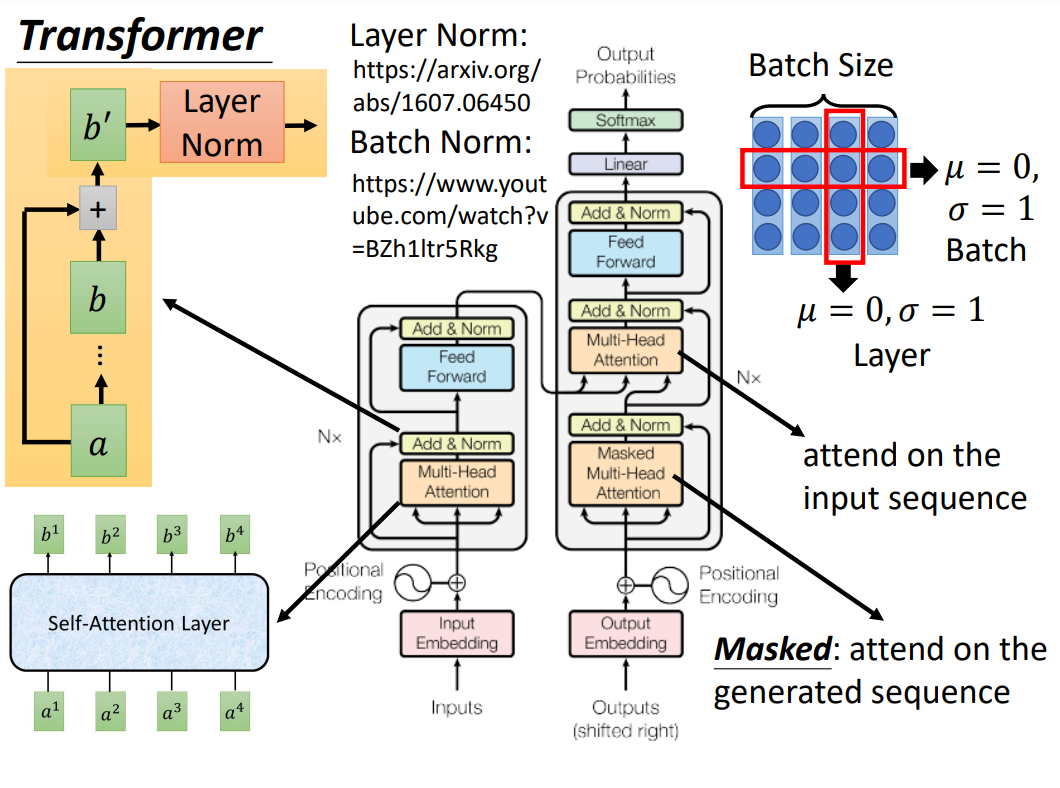 Transformer
b′
Layer
Norm
+
b
⋮
a
Layer Norm:
https://arxiv.org/
abs/1607.06450
Batch Norm:
https://www.yout
ube.com/watch?v
=BZh1ltr5Rkg
Output
Probabilities
Softmax
Linear
Add & Norm
Feed
Forward
Add & Norm
Multi-Head
Attention
N×
Add & Norm
Masked
Multi-Head
Attention
Positional
Encoding
Output
Embedding
Outputs
(shifted right)
Add & Norm
Feed
Forward
Nx
Add & Norm
Multi-Head
Attention
Positional
Encoding
Input
Embedding
Inputs
Batch Size
μ = 0,
σ = 1
Batch
μ = 0, σ = 1
Layer
attend on the
input sequence
Masked: attend on the
generated sequence
b¹ b² b³ b⁴
Self-Attention Layer
a¹ a² a³ a⁴